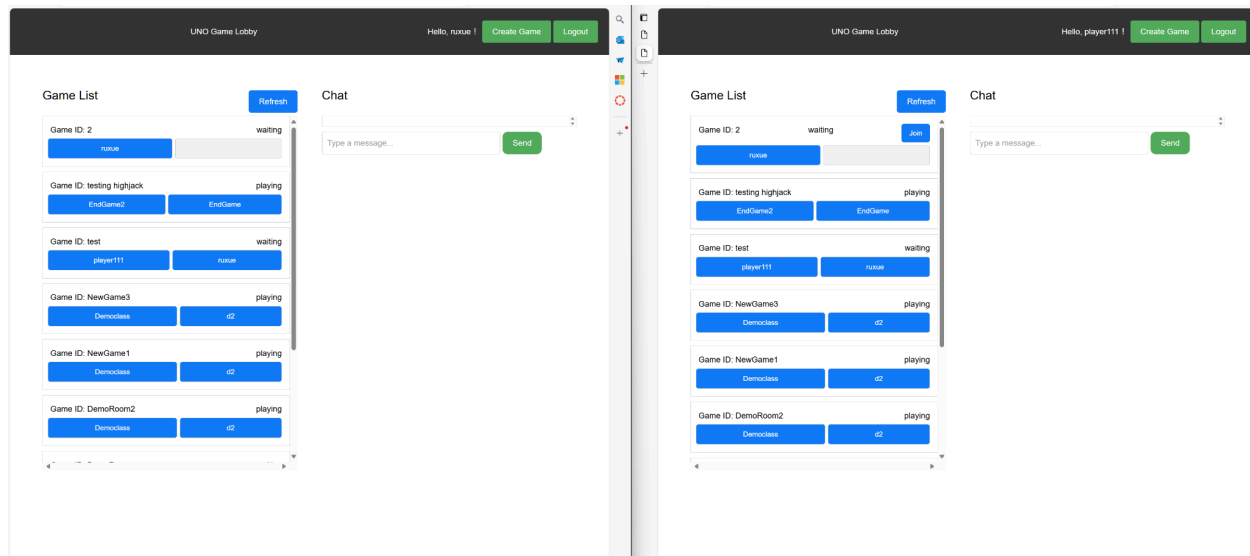 UNO Game Lobby
Hello, ruxue !
Create Game
Logout
Game List
Refresh
Game ID: 2 waiting
ruxue
Game ID: testing highjack playing
EndGame2 EndGame
Game ID: test waiting
player111 ruxue
Game ID: NewGame3 playing
Democlass d2
Game ID: NewGame1 playing
Democlass d2
Game ID: DemoRoom2 playing
Democlass d2
Chat
Type a message...
Send
UNO Game Lobby
Hello, player111 !
Create Game
Logout
Game List
Refresh
Game ID: 2 waiting Join
ruxue
Game ID: testing highjack playing
EndGame2 EndGame
Game ID: test waiting
player111 ruxue
Game ID: NewGame3 playing
Democlass d2
Game ID: NewGame1 playing
Democlass d2
Game ID: DemoRoom2 playing
Democlass d2
Chat
Type a message...
Send